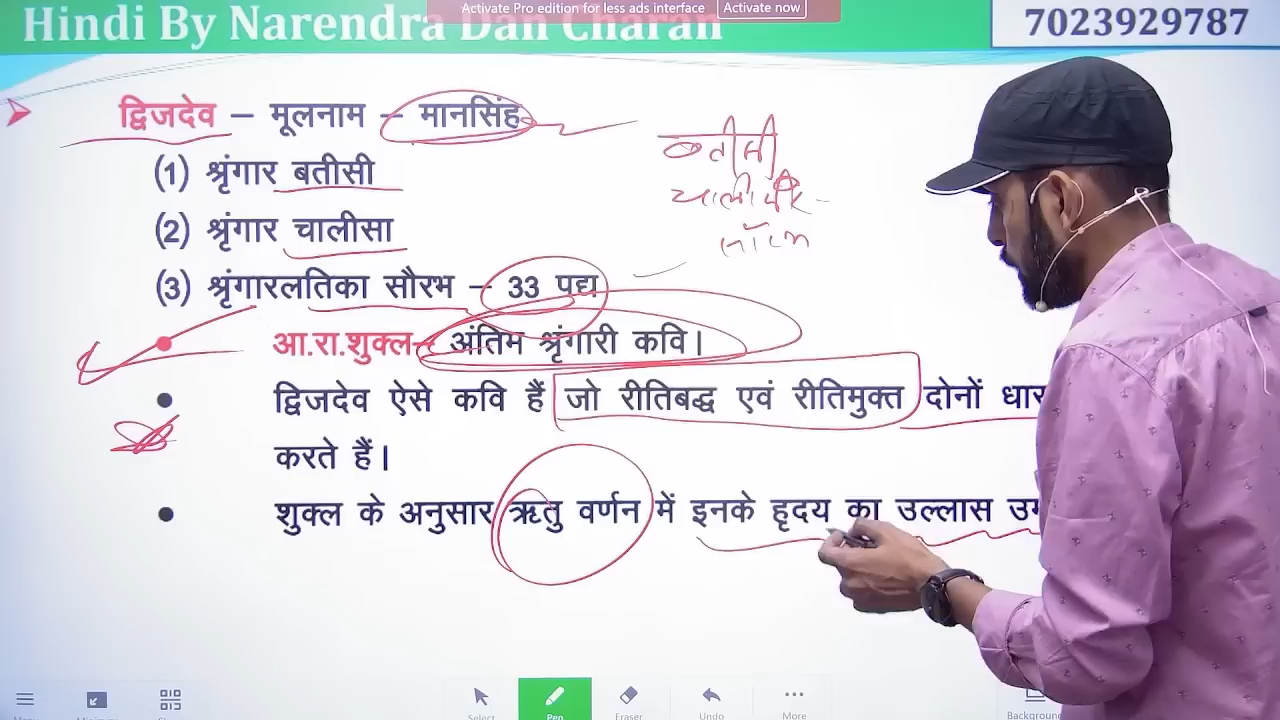 Activate Pro edition for less ads interface Activate now
Hindi By Narendra Dan Charan
7023929787
द्विजदेव – मूलनाम – मानसिंह
(1) श्रृंगार बतीसी
(2) श्रृंगार चालीसा
(3) श्रृंगारलतिका सौरभ – 33 पद्य
बतीसी
आ.रा.शुक्ल– अंतिम श्रृंगारी कवि।
द्विजदेव ऐसे कवि हैं जो रीतिबद्ध एवं रीतिमुक्त दोनों
करते हैं।
शुक्ल के अनुसार ऋतु वर्णन में इनके हृदय का उल्लास
Select Pen Eraser Undo More